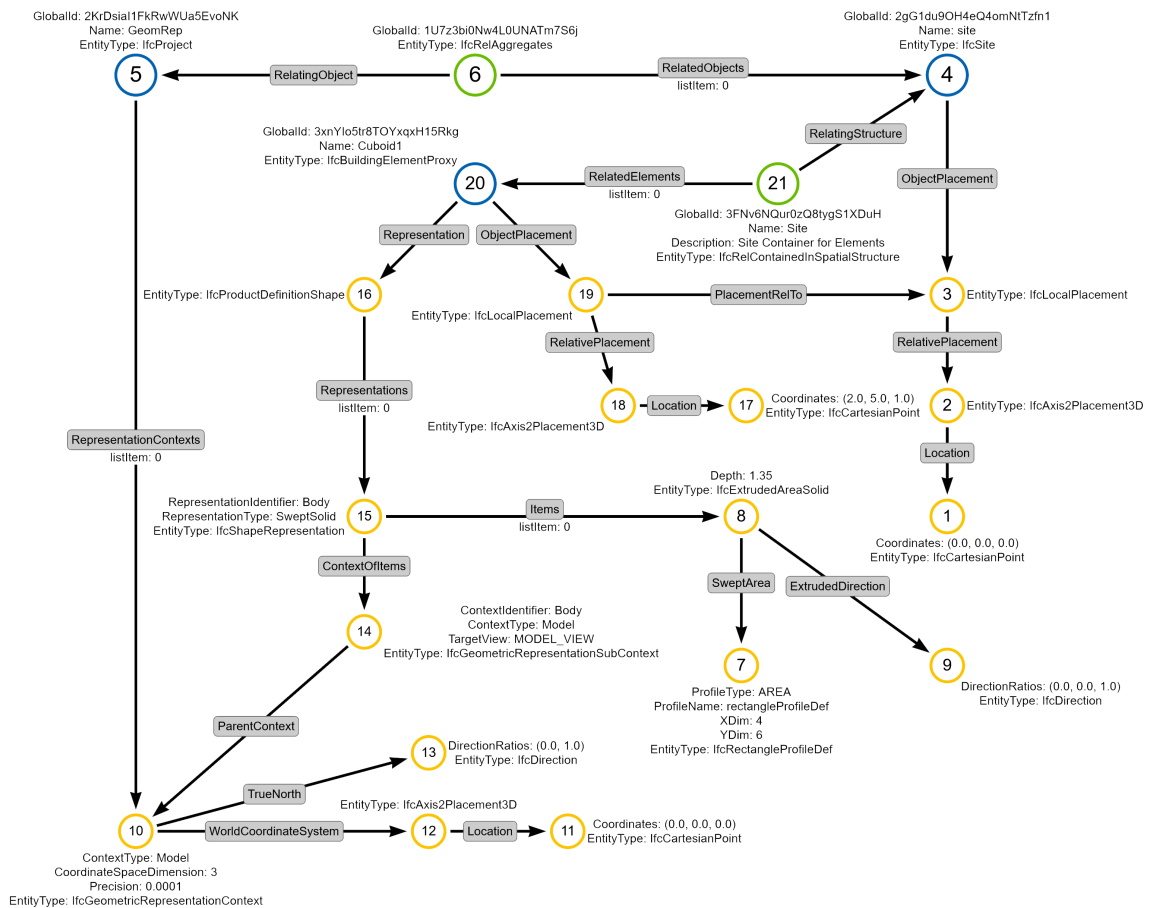 GlobalId: 2KrDsiaI1FkRwWUa5EvoNK
Name: GeomRep
EntityType: IfcProject
5
GlobalId: 1U7z3bi0Nw4L0UNATm7S6j
EntityType: IfcRelAggregates
6
GlobalId: 2gG1du9OH4eQ4omNtTzfn1
Name: site
EntityType: IfcSite
4
RelatingObject
RelatedObjects
listItem: 0
RelatingStructure
GlobalId: 3xnYIo5tr8TOYxqxH15Rkg
Name: Cuboid1
EntityType: IfcBuildingElementProxy
20
RelatedElements
listItem: 0
21
ObjectPlacement
GlobalId: 3FNv6NQur0zQ8tygS1XDuH
Name: Site
Description: Site Container for Elements
EntityType: IfcRelContainedInSpatialStructure
Representation
ObjectPlacement
EntityType: IfcProductDefinitionShape
16
19
EntityType: IfcLocalPlacement
PlacementRelTo
3
EntityType: IfcLocalPlacement
RelativePlacement
RelativePlacement
Representations
listItem: 0
18
EntityType: IfcAxis2Placement3D
Location
17
Coordinates: (2.0, 5.0, 1.0)
EntityType: IfcCartesianPoint
2
EntityType: IfcAxis2Placement3D
RepresentationContexts
listItem: 0
Location
RepresentationIdentifier: Body
RepresentationType: SweptSolid
EntityType: IfcShapeRepresentation
15
Items
listItem: 0
Depth: 1.35
EntityType: IfcExtrudedAreaSolid
8
1
Coordinates: (0.0, 0.0, 0.0)
EntityType: IfcCartesianPoint
ContextOfItems
SweptArea
ExtrudedDirection
14
ContextIdentifier: Body
ContextType: Model
TargetView: MODEL_VIEW
EntityType: IfcGeometricRepresentationSubContext
7
ProfileType: AREA
ProfileName: rectangleProfileDef
XDim: 4
YDim: 6
EntityType: IfcRectangleProfileDef
9
DirectionRatios: (0.0, 0.0, 1.0)
EntityType: IfcDirection
ParentContext
13
DirectionRatios: (0.0, 1.0)
EntityType: IfcDirection
TrueNorth
EntityType: IfcAxis2Placement3D
10
WorldCoordinateSystem
12
Location
11
Coordinates: (0.0, 0.0, 0.0)
EntityType: IfcCartesianPoint
ContextType: Model
CoordinateSpaceDimension: 3
Precision: 0.0001
EntityType: IfcGeometricRepresentationContext